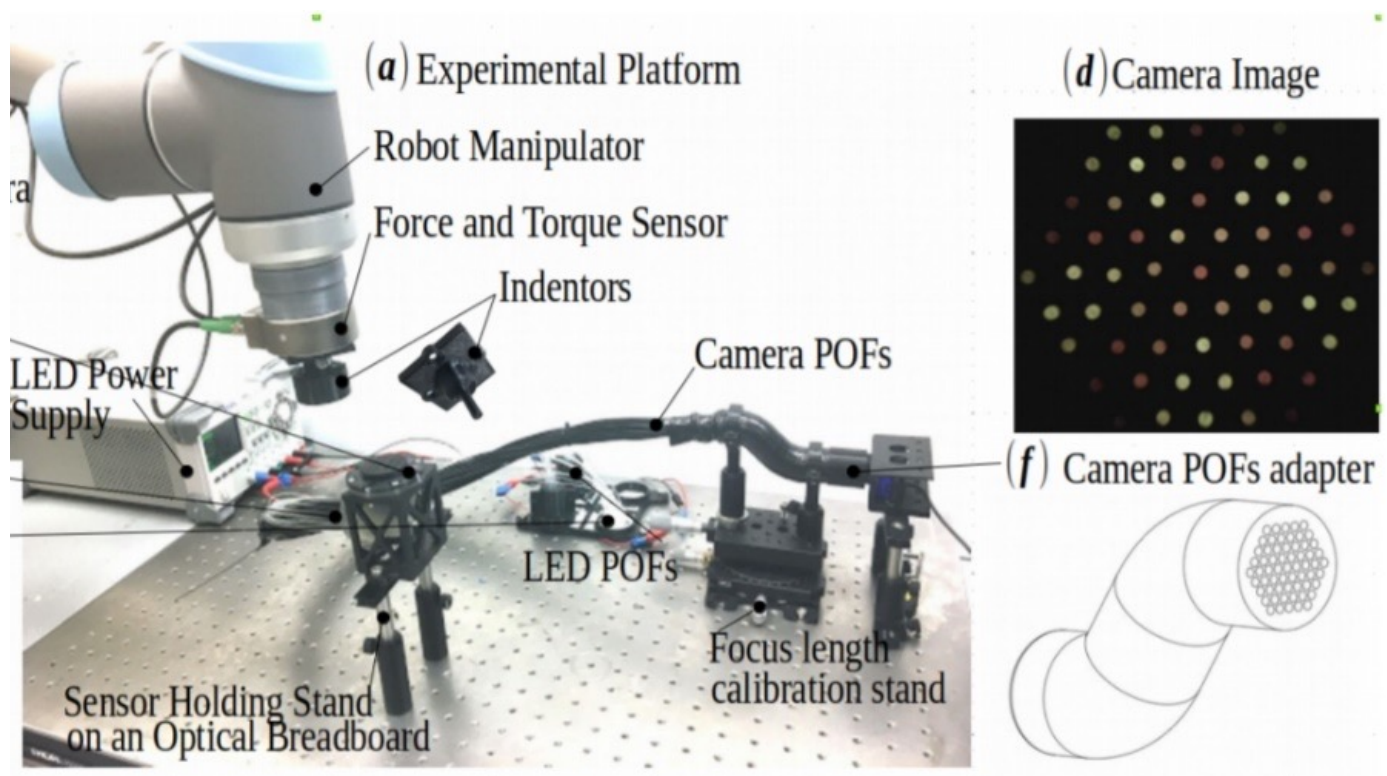 (a) Experimental Platform
(d) Camera Image
Robot Manipulator
ra
Force and Torque Sensor
Indentors
Camera POFs
LED Power
Supply
(f) Camera POFs adapter
LED POFs
Focus length
calibration stand
Sensor Holding Stand
on an Optical Breadboard